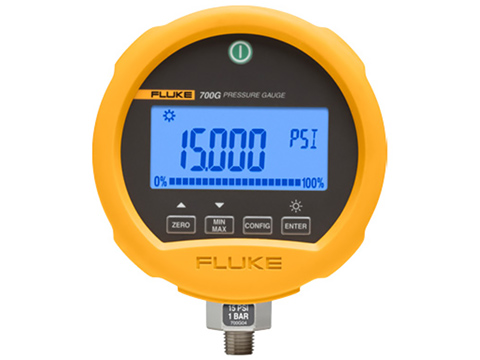 FLUKE 700G PRESSURE GAUGE
15.000 PSI
0% 100%
ZERO MIN MAX CONFIG ENTER
FLUKE
15 PSI
1 BAR
700G04